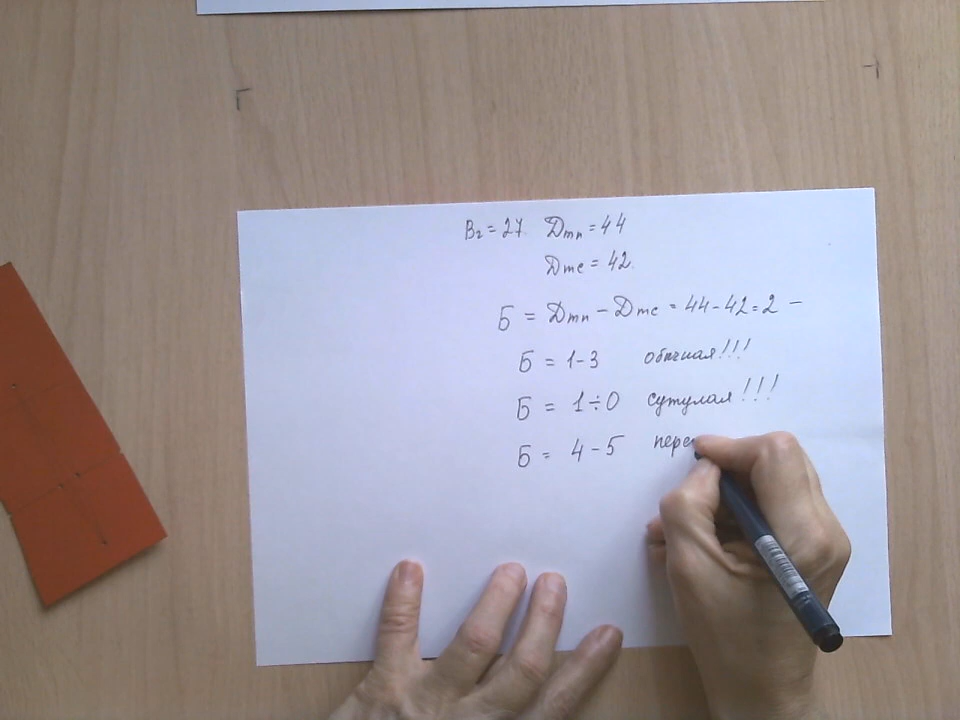 Вг = 27 Дтп = 44
Дтс = 42
Б = Дтп - Дтс = 44 - 42 = 2 -
Б = 1-3 обычная!!!
Б = 1÷0 сутулая!!!
Б = 4-5 пере